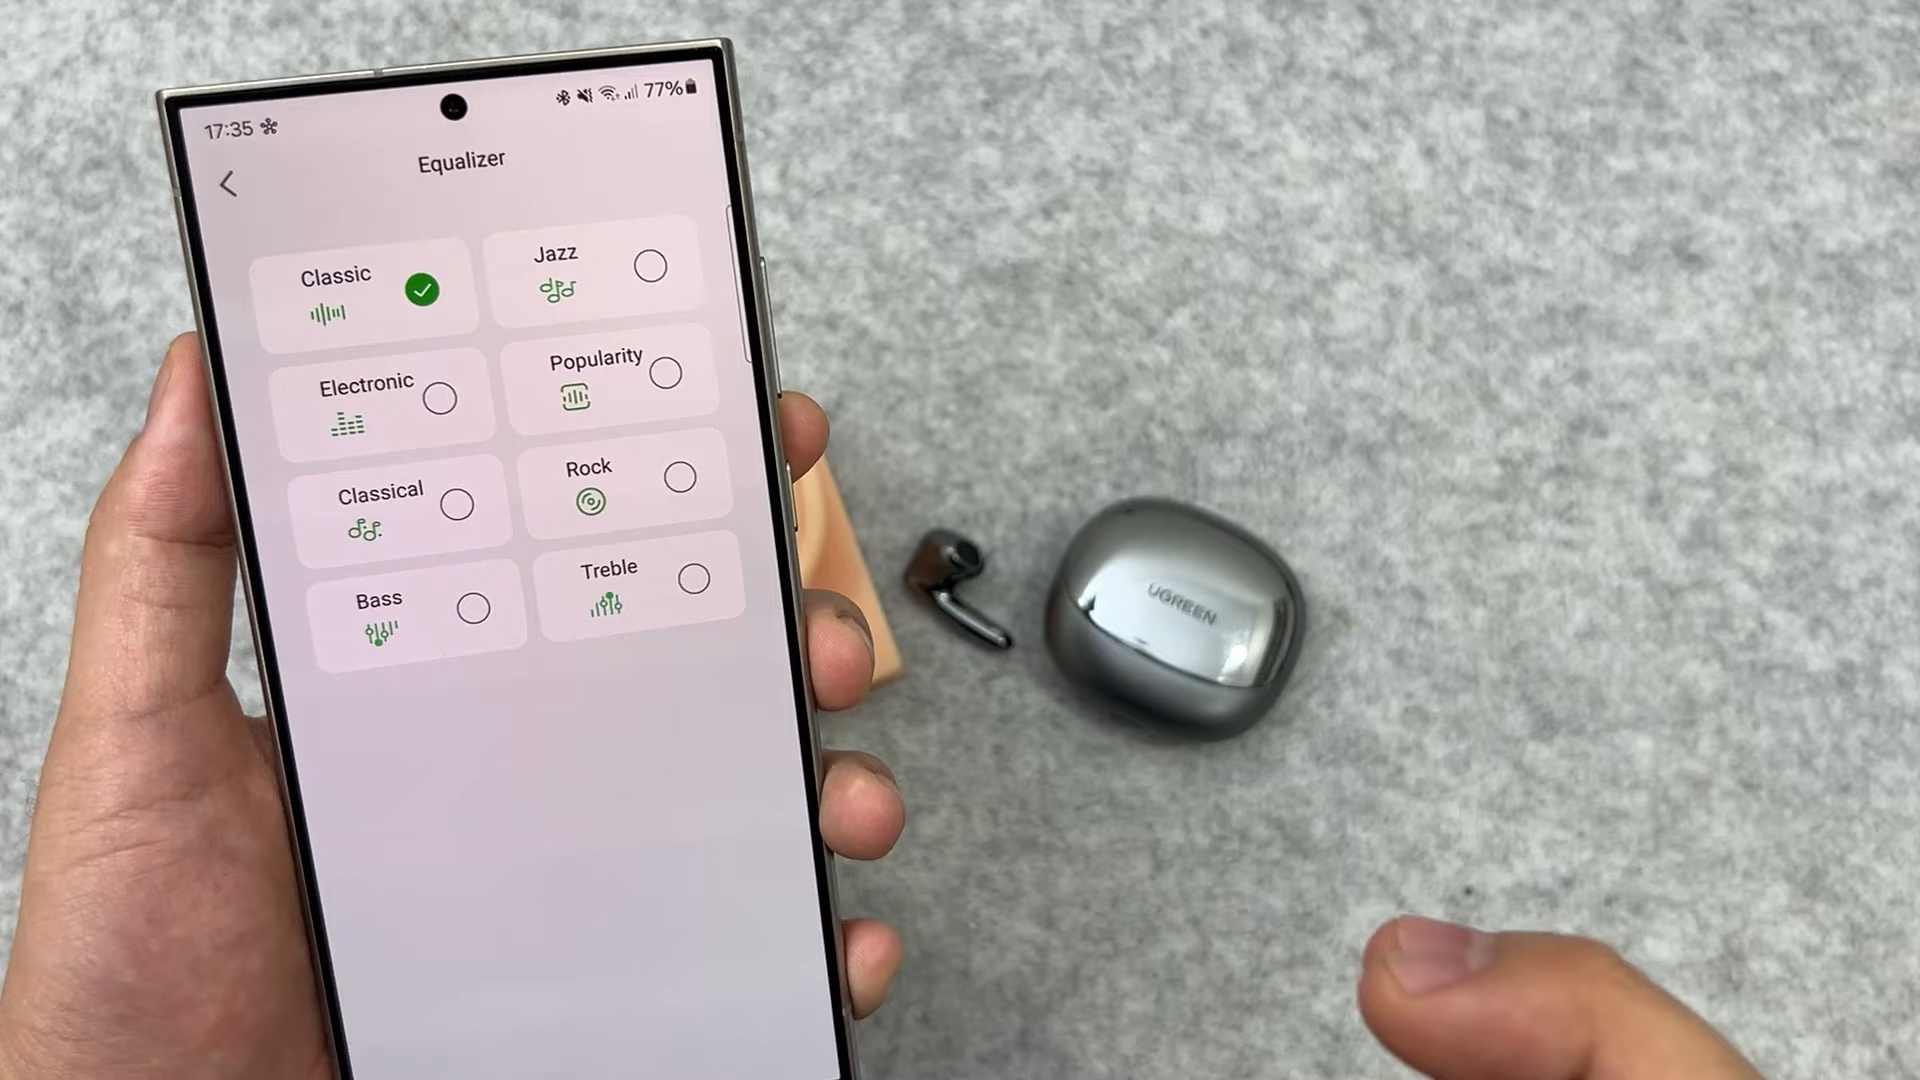 17:35
77%
Equalizer
Classic
Jazz
Electronic
Popularity
Classical
Rock
Bass
Treble
UGREEN